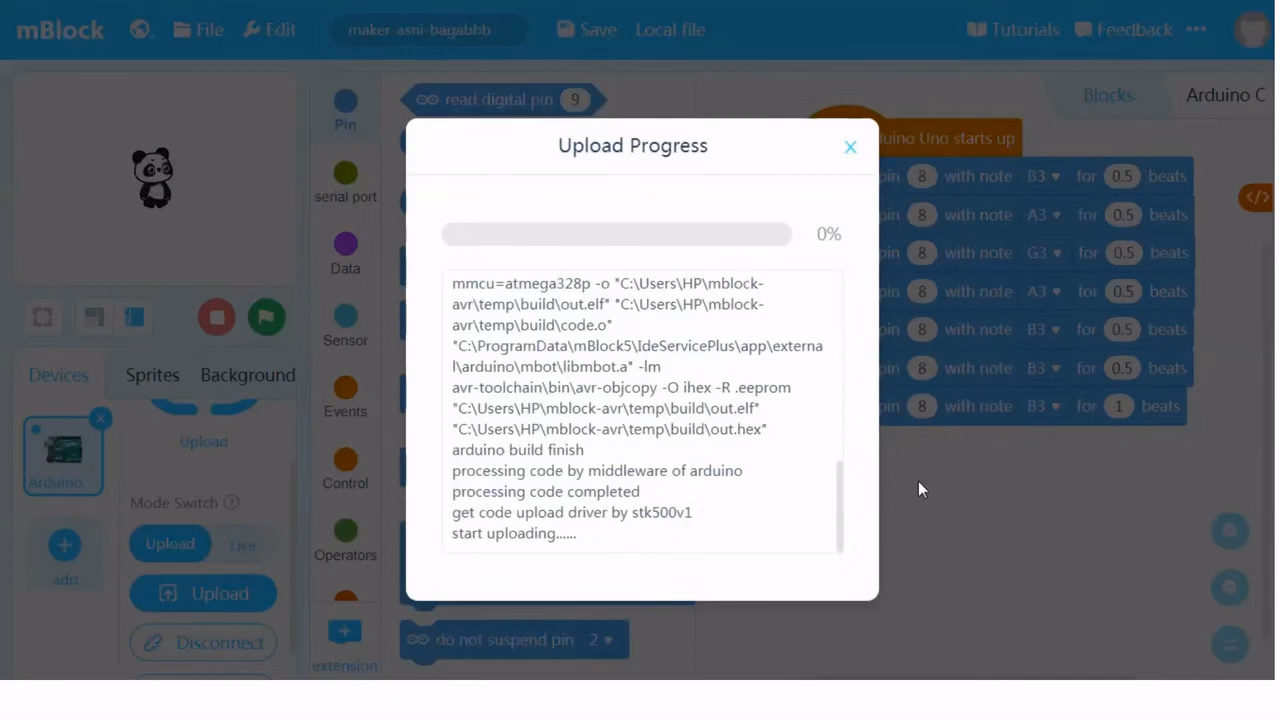 mBlock
File
Edit
maker-asni-bagabbb
Save
Local file
Tutorials
Feedback
read digital pin 9
Pin
serial port
Data
Sensor
Events
Control
Operators
extension
Blocks
Arduino C
duino Uno starts up
pin 8 with note B3 for 0.5 beats
pin 8 with note A3 for 0.5 beats
pin 8 with note G3 for 0.5 beats
pin 8 with note A3 for 0.5 beats
pin 8 with note B3 for 0.5 beats
pin 8 with note B3 for 0.5 beats
pin 8 with note B3 for 1 beats
Upload Progress
0%
mmcu=atmega328p -o "C:\Users\HP\mblock-
avr\temp\build\out.elf" "C:\Users\HP\mblock-
avr\temp\build\code.o"
"C:\ProgramData\mBlock5\IdeServicePlus\app\externa
l\arduino\mbot\libmbot.a" -lm
avr-toolchain\bin\avr-objcopy -O ihex -R .eeprom
"C:\Users\HP\mblock-avr\temp\build\out.elf"
"C:\Users\HP\mblock-avr\temp\build\out.hex"
arduino build finish
processing code by middleware of arduino
processing code completed
get code upload driver by stk500v1
start uploading......
Devices
Sprites
Background
Arduino
add
Upload
Mode Switch
Upload
Live
Upload
Disconnect
do not suspend pin 2